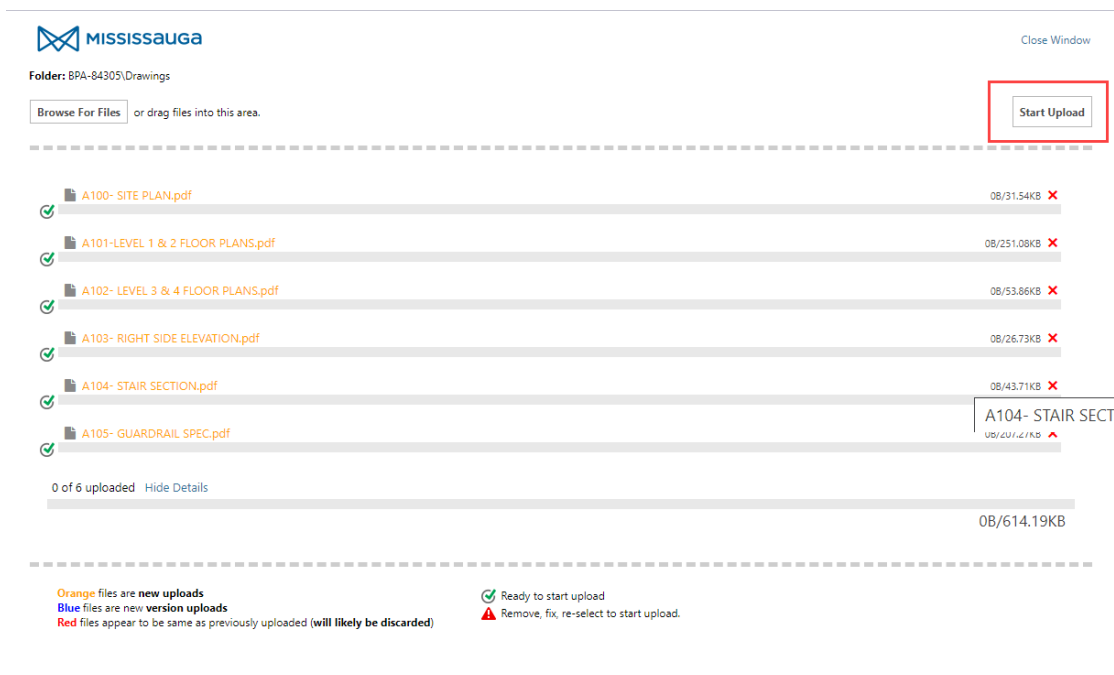 MISSISSAUGA
Close Window
Folder: BPA-84305\Drawings
Browse For Files or drag files into this area.
Start Upload
A100- SITE PLAN.pdf 0B/31.54KB
A101-LEVEL 1 & 2 FLOOR PLANS.pdf 0B/251.08KB
A102- LEVEL 3 & 4 FLOOR PLANS.pdf 0B/53.86KB
A103- RIGHT SIDE ELEVATION.pdf 0B/26.73KB
A104- STAIR SECTION.pdf 0B/43.71KB
A104- STAIR SECT
A105- GUARDRAIL SPEC.pdf 0B/207.27KB
0 of 6 uploaded Hide Details
0B/614.19KB
Orange files are new uploads
Blue files are new version uploads
Red files appear to be same as previously uploaded (will likely be discarded)
Ready to start upload
Remove, fix, re-select to start upload.